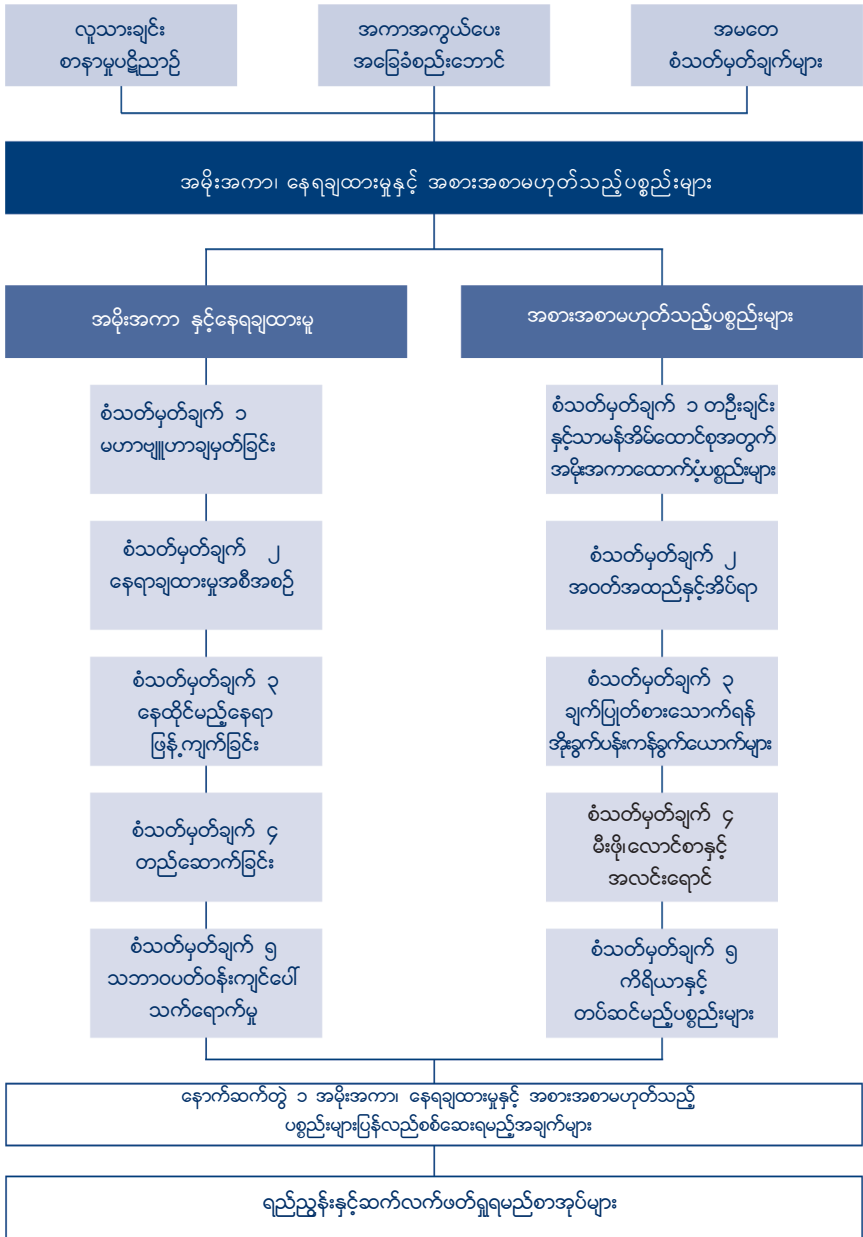 လူသားချင်း
စာနာမှုပဋိညာဉ်
အကာအကွယ်ပေး
အခြေခံစည်းဘောင်
အမတေ
စံသတ်မှတ်ချက်များ
အမိုးအကာ၊ နေရချထားမှုနှင့် အစားအစာမဟုတ်သည့်ပစ္စည်းများ
အမိုးအကာ နှင့်နေရချထားမူ
အစားအစာမဟုတ်သည့်ပစ္စည်းများ
စံသတ်မှတ်ချက် ၁
မဟာဗျူဟာချမှတ်ခြင်း
စံသတ်မှတ်ချက် ၂
နေရာချထားမှုအစီအစဉ်
စံသတ်မှတ်ချက် ၃
နေထိုင်မည့်နေရာ
ဖြန့်ကျက်ခြင်း
စံသတ်မှတ်ချက် ၄
တည်ဆောက်ခြင်း
စံသတ်မှတ်ချက် ၅
သဘာဝပတ်ဝန်းကျင်ပေါ်
သက်ရောက်မှု
စံသတ်မှတ်ချက် ၁ တဦးချင်း
နှင့်သာမန်အိမ်ထောင်စုအတွက်
အမိုးအကာထောက်ပံ့ပစ္စည်းများ
စံသတ်မှတ်ချက် ၂
အဝတ်အထည်နှင့်အိပ်ရာ
စံသတ်မှတ်ချက် ၃
ချက်ပြုတ်စားသောက်ရန်
အိုးခွက်ပန်းကန်ခွက်ယောက်များ
စံသတ်မှတ်ချက် ၄
မီးဖို၊လောင်စာနှင့်
အလင်းရောင်
စံသတ်မှတ်ချက် ၅
ကိရိယာနှင့်
တပ်ဆင်မည့်ပစ္စည်းများ
နောက်ဆက်တွဲ ၁ အမိုးအကာ၊ နေရချထားမှုနှင့် အစားအစာမဟုတ်သည့်
ပစ္စည်းများပြန်လည်စစ်ဆေးရမည့်အချက်များ
ရည်ညွှန်းနှင့်ဆက်လက်ဖတ်ရှုရမည်စာအုပ်များ